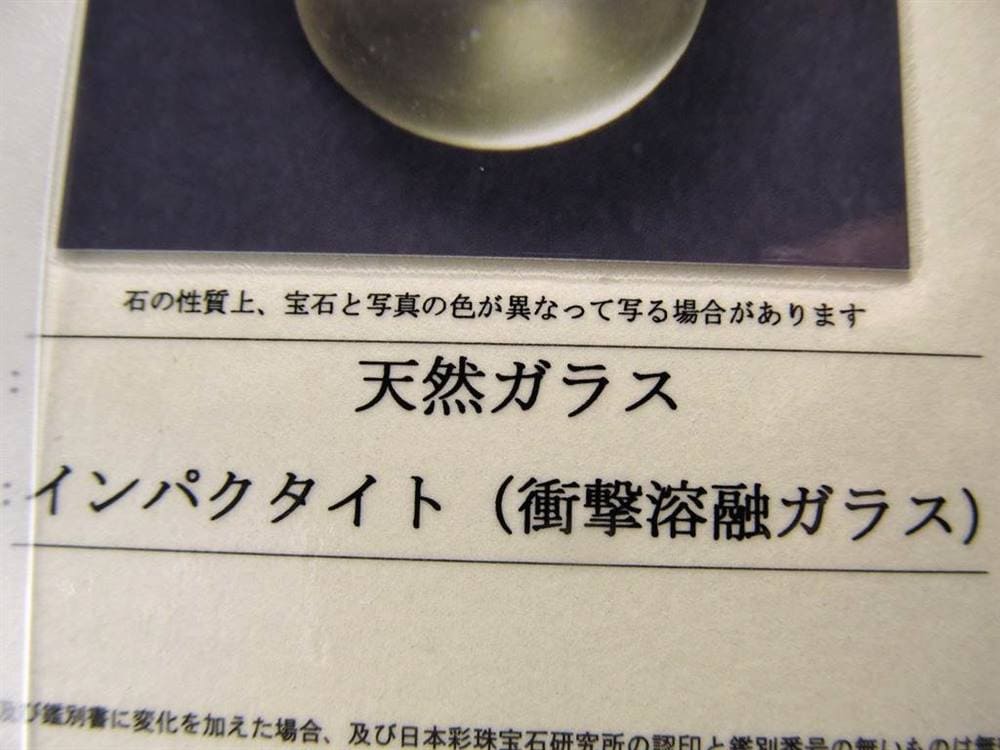 石の性質上、宝石と写真の色が異なって写る場合があります
天然ガラス
: インパクタイト（衝撃溶融ガラス）
及び鑑別書に変化を加えた場合、及び日本彩珠宝石研究所の認印と鑑別番号の無いものは無